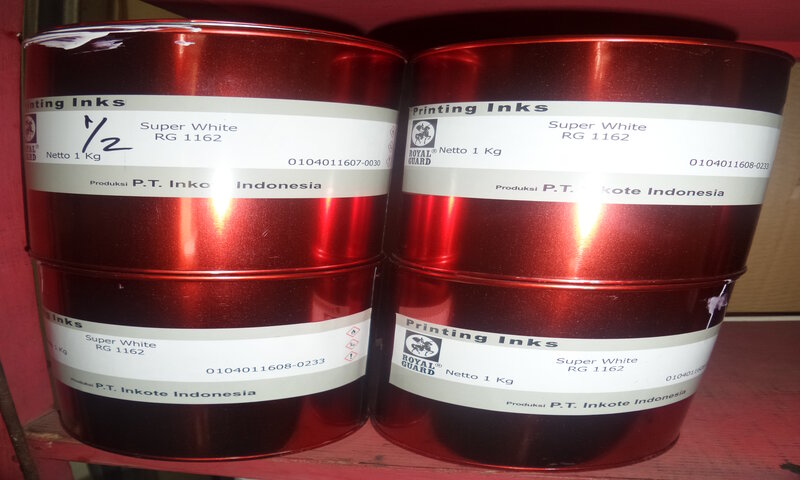 Printing Inks
1/2
Super White
RG 1162
Netto 1 Kg
0104011607-0030
Produksi P.T. Inkote Indonesia
Printing Inks
ROYAL
GUARD®
Super White
RG 1162
Netto 1 Kg
0104011608-0233
Produksi P.T. Inkote Indonesia
Printing Inks
Super White
RG 1162
1 Kg
0104011608-0233
Produksi P.T. Inkote Indonesia
Printing Inks
ROYAL®
GUARD
Super White
RG 1162
Netto 1 Kg
Produksi P.T. Inkote Indonesia